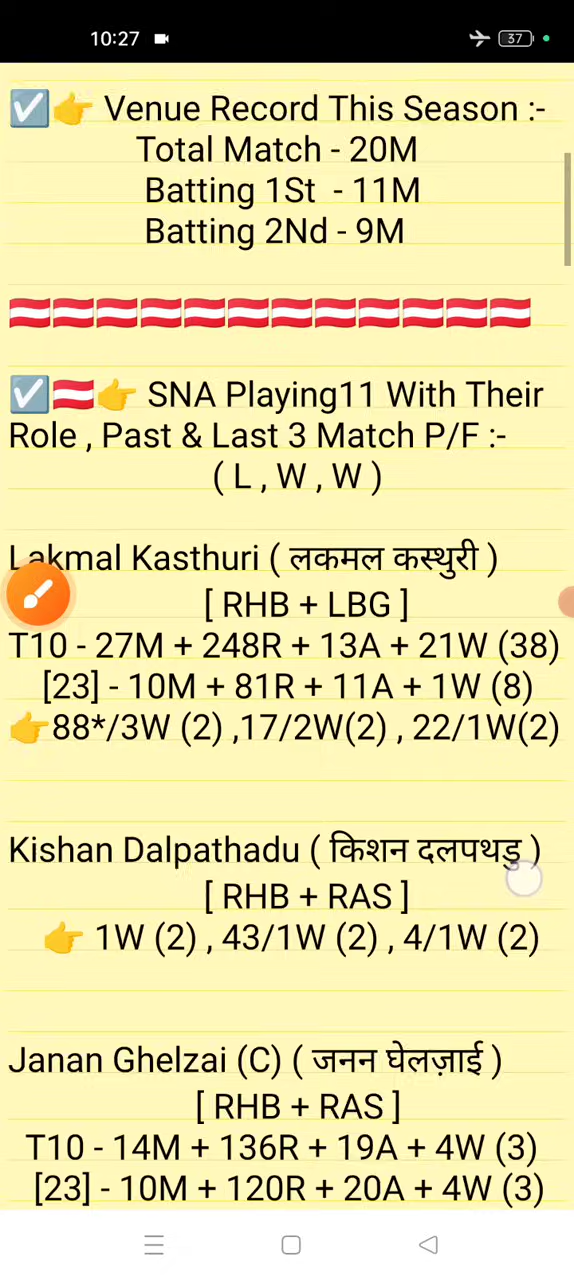 10:27
37
☑️👉 Venue Record This Season :-
Total Match - 20M
Batting 1St - 11M
Batting 2Nd - 9M
🇦🇹🇦🇹🇦🇹🇦🇹🇦🇹🇦🇹🇦🇹🇦🇹🇦🇹🇦🇹🇦🇹🇦🇹
☑️🇦🇹👉 SNA Playing11 With Their
Role , Past & Last 3 Match P/F :-
( L , W , W )
Lakmal Kasthuri ( लकमल कस्थुरी )
[ RHB + LBG ]
T10 - 27M + 248R + 13A + 21W (38)
[23] - 10M + 81R + 11A + 1W (8)
👉88*/3W (2) ,17/2W(2) , 22/1W(2)
Kishan Dalpathadu ( किशन दलपथडु )
[ RHB + RAS ]
👉 1W (2) , 43/1W (2) , 4/1W (2)
Janan Ghelzai (C) ( जनन घेलज़ाई )
[ RHB + RAS ]
T10 - 14M + 136R + 19A + 4W (3)
[23] - 10M + 120R + 20A + 4W (3)